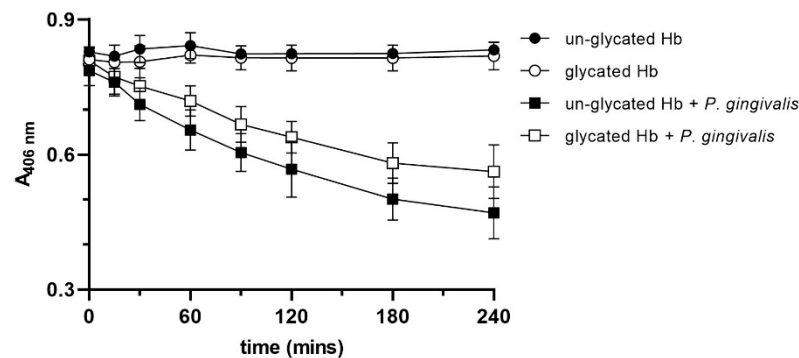 0.9
0.6
0.3
A406 nm
0
60
120
180
240
time (mins)
un-glycated Hb
glycated Hb
un-glycated Hb + P. gingivalis
glycated Hb + P. gingivalis